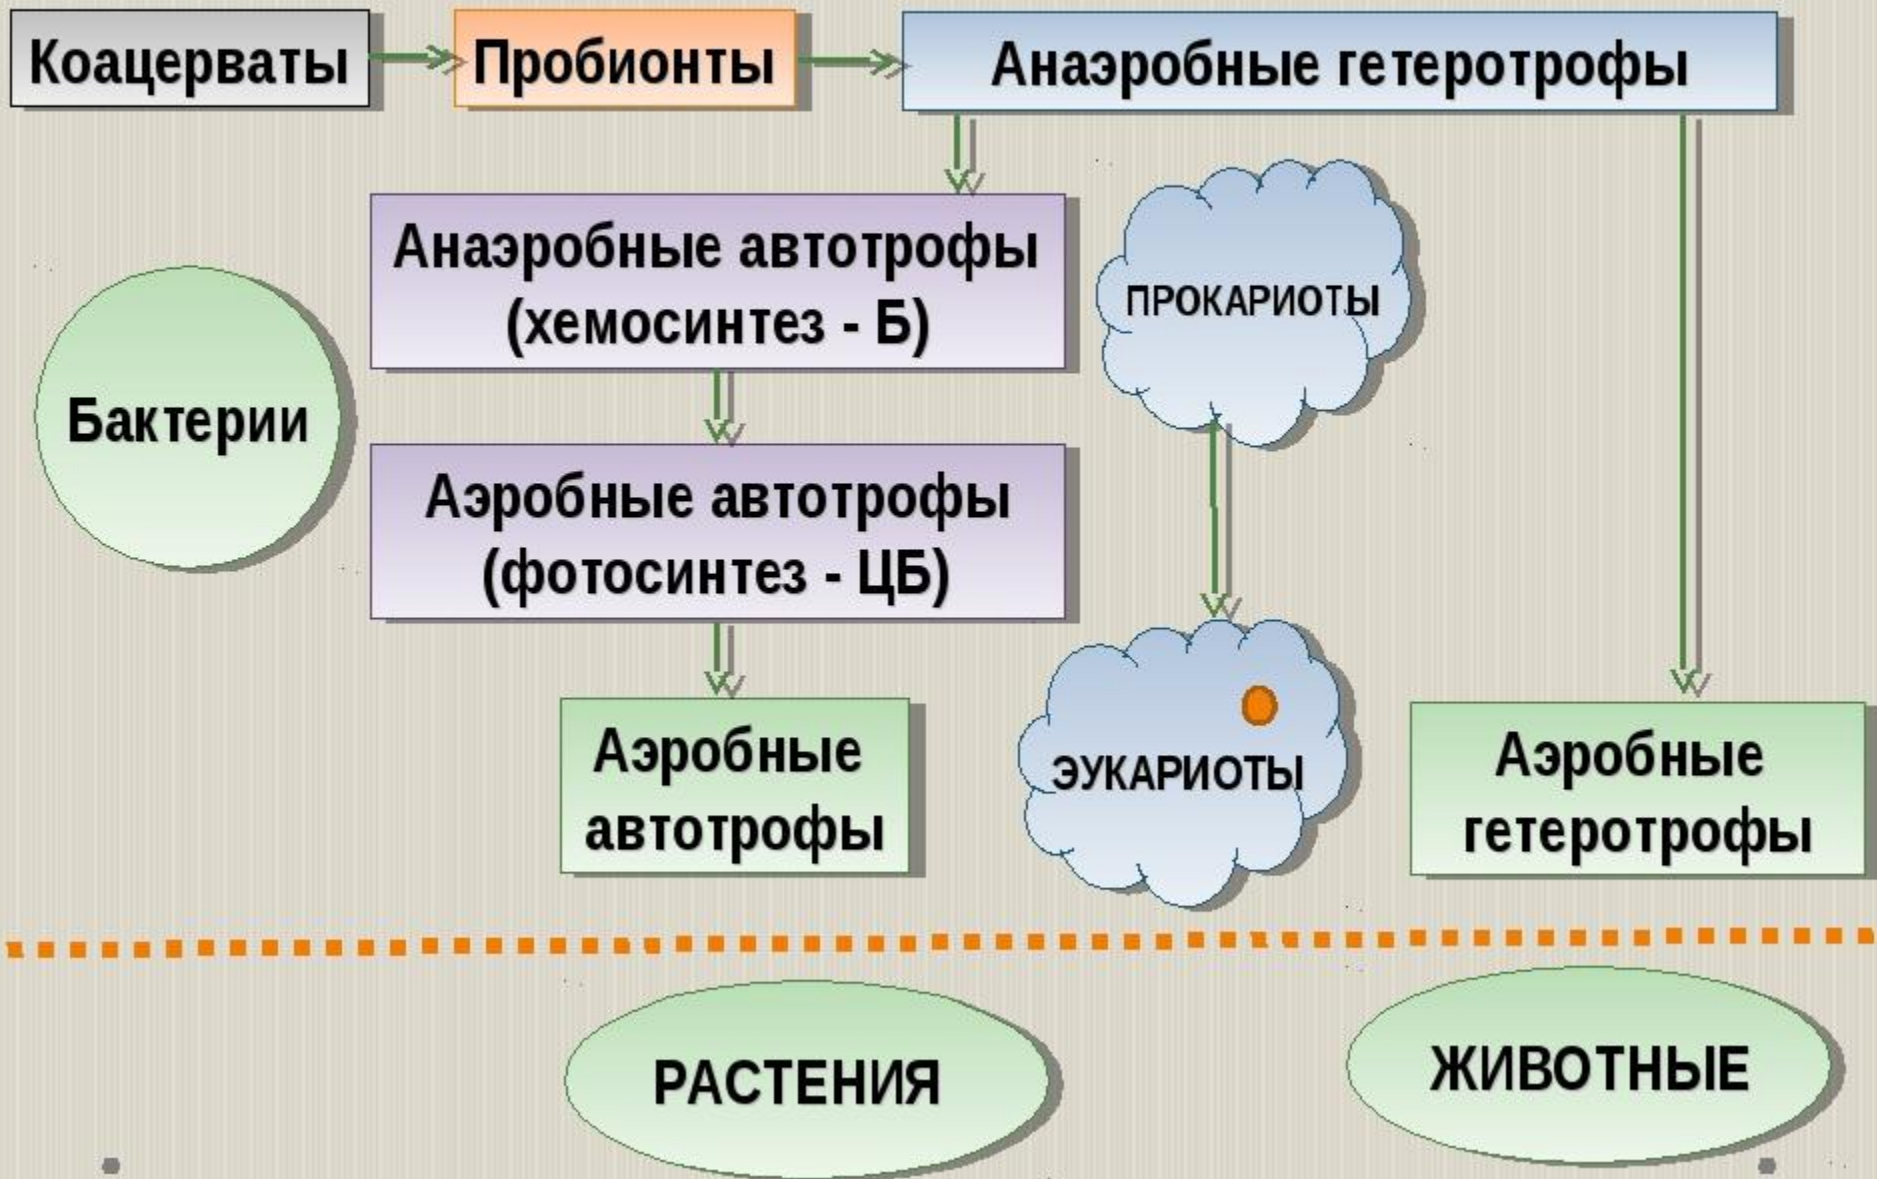 Коацерваты
Пробионты
Анаэробные гетеротрофы
Анаэробные автотрофы
(хемосинтез - Б)
ПРОКАРИОТЫ
Бактерии
Аэробные автотрофы
(фотосинтез - ЦБ)
Аэробные
автотрофы
ЭУКАРИОТЫ
Аэробные
гетеротрофы
РАСТЕНИЯ
ЖИВОТНЫЕ